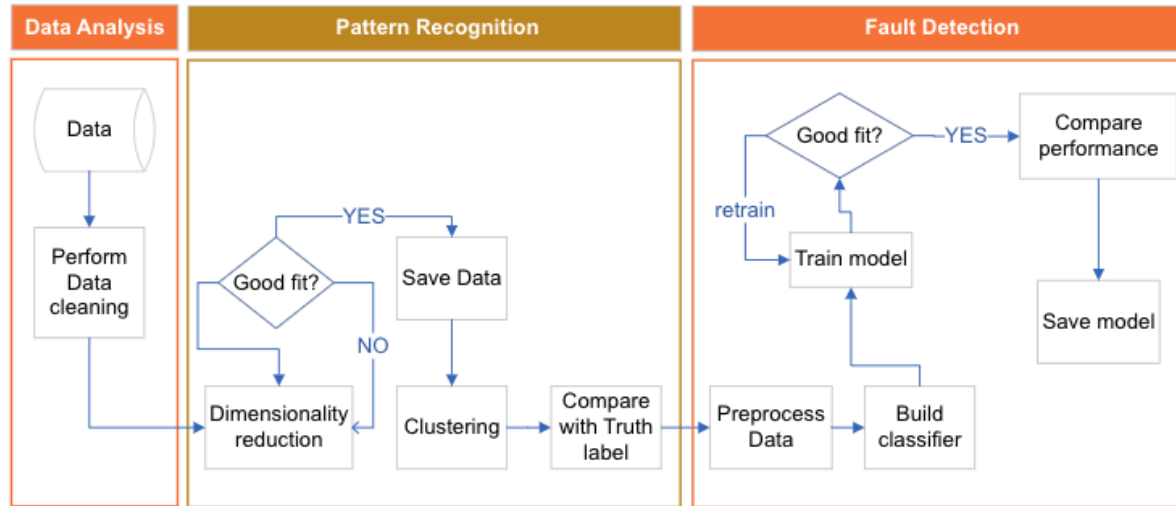 Data Analysis
Pattern Recognition
Fault Detection
Data
Perform
Data
cleaning
Good fit?
YES
NO
Dimensionality
reduction
Save Data
Clustering
Compare
with Truth
label
Preprocess
Data
Build
classifier
Train model
retrain
Good fit?
YES
Compare
performance
Save model